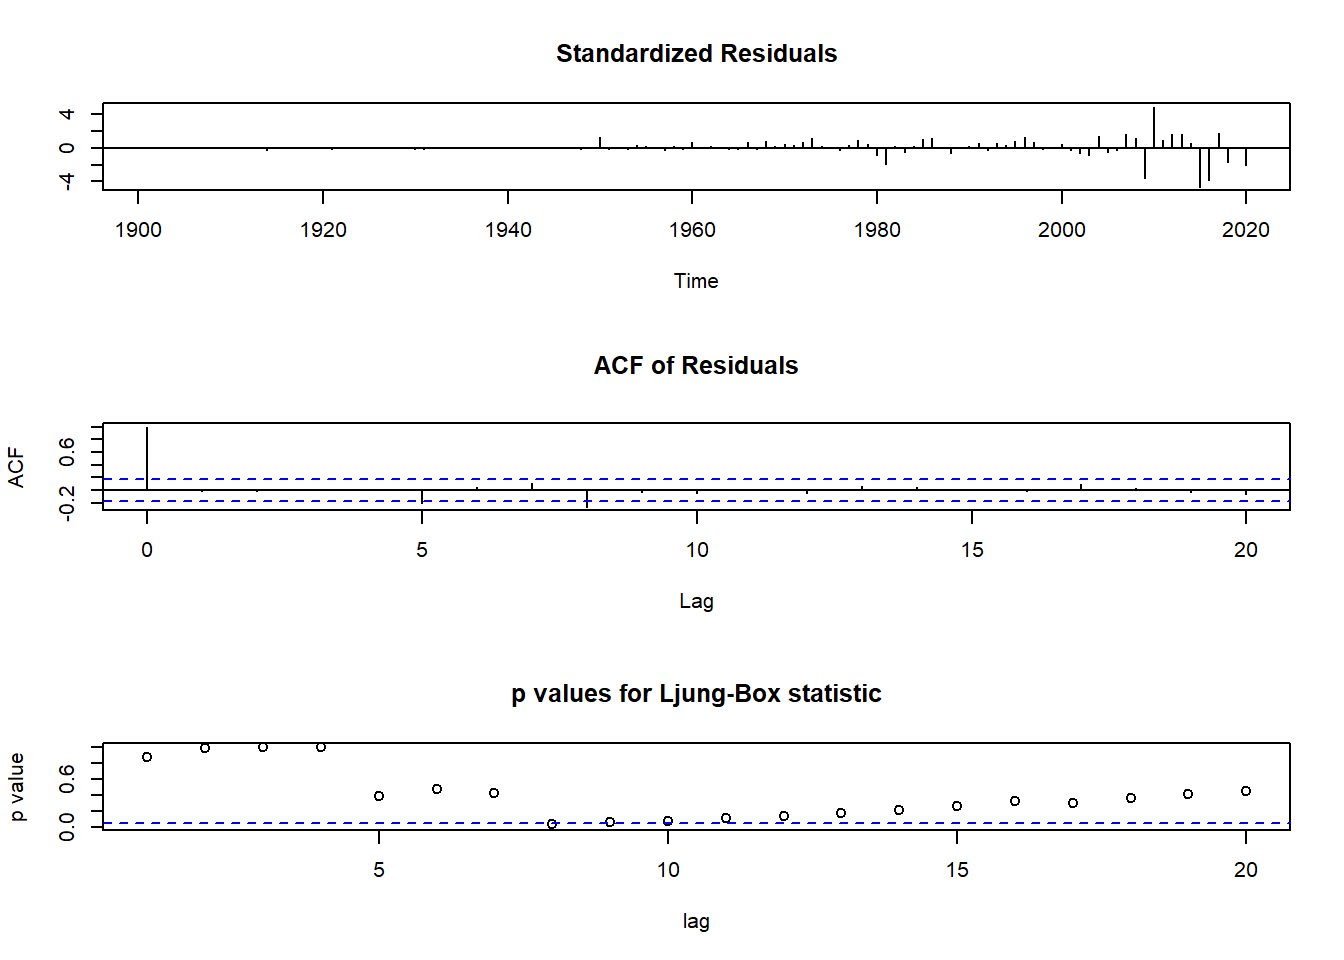 Standardized Residuals
4
0
-4
1900 1920 1940 1960 1980 2000 2020
Time
ACF of Residuals
ACF
0.6
-0.2
0 5 10 15 20
Lag
p values for Ljung-Box statistic
p value
0.6
0.0
5 10 15 20
lag